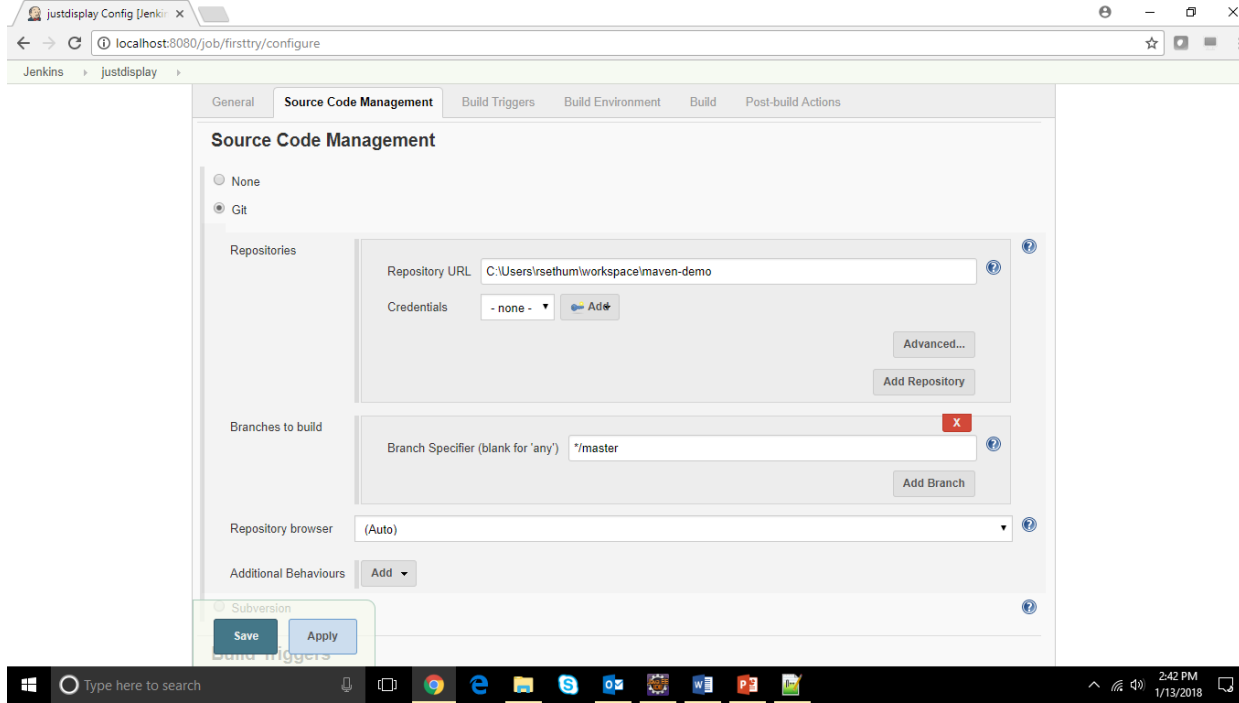 justdisplay Config [Jenkin
localhost:8080/job/firsttry/configure
Jenkins justdisplay
General Source Code Management Build Triggers Build Environment Build Post-build Actions
Source Code Management
None
Git
Repositories
Repository URL C:\Users\rsethum\workspace\maven-demo
Credentials - none - Add
Advanced...
Add Repository
Branches to build
X
Branch Specifier (blank for 'any') */master
Add Branch
Repository browser (Auto)
Additional Behaviours Add
Subversion
Save Apply
Build Triggers
Type here to search
2:42 PM
1/13/2018